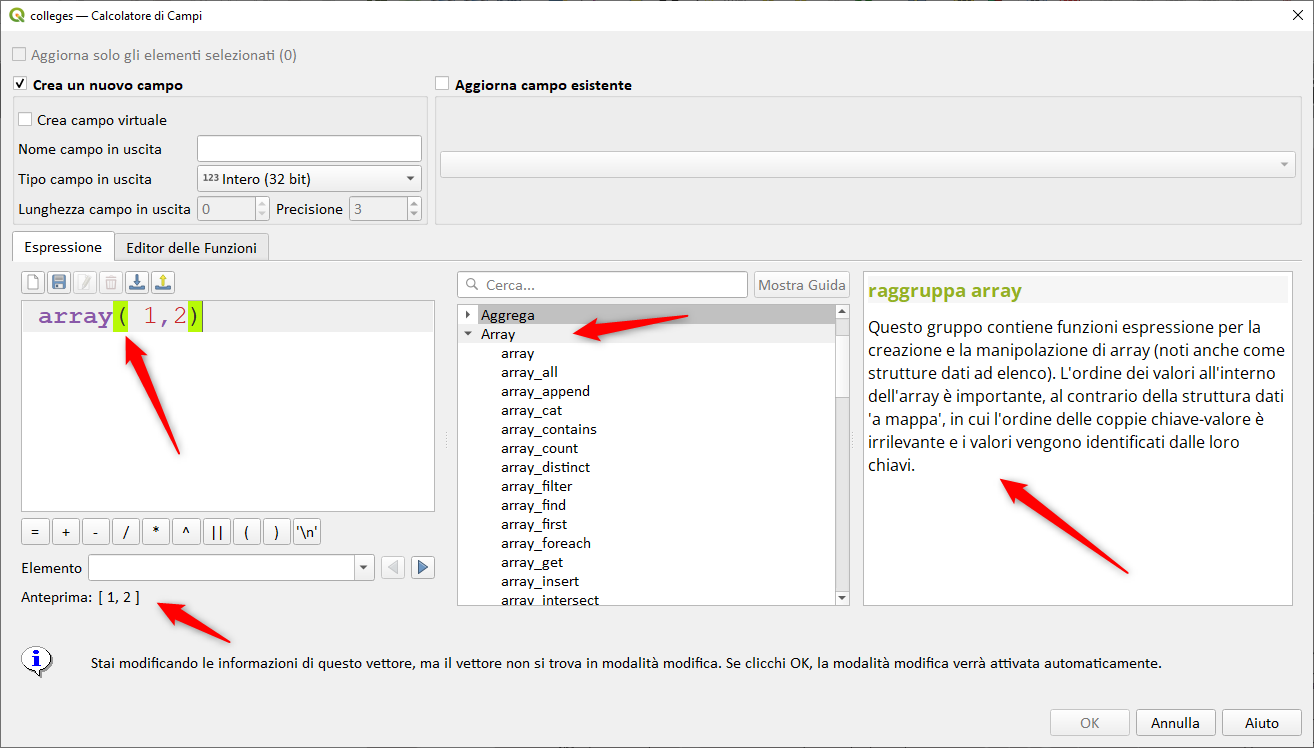 colleges — Calcolatore di Campi
Aggiorna solo gli elementi selezionati (0)
Crea un nuovo campo
Aggiorna campo esistente
Crea campo virtuale
Nome campo in uscita
Tipo campo in uscita
123 Intero (32 bit)
Lunghezza campo in uscita 0 Precisione 3
Espressione Editor delle Funzioni
Cerca... Mostra Guida
array( 1,2)
Aggrega
Array
array
array_all
array_append
array_cat
array_contains
array_count
array_distinct
array_filter
array_find
array_first
array_foreach
array_get
array_insert
array_intersect
raggruppa array
Questo gruppo contiene funzioni espressione per la
creazione e la manipolazione di array (noti anche come
strutture dati ad elenco). L'ordine dei valori all'interno
dell'array è importante, al contrario della struttura dati
'a mappa', in cui l'ordine delle coppie chiave-valore è
irrilevante e i valori vengono identificati dalle loro
chiavi.
= + - / * ^ || ( ) '\n'
Elemento
Anteprima: [ 1, 2 ]
Stai modificando le informazioni di questo vettore, ma il vettore non si trova in modalità modifica. Se clicchi OK, la modalità modifica verrà attivata automaticamente.
OK Annulla Aiuto